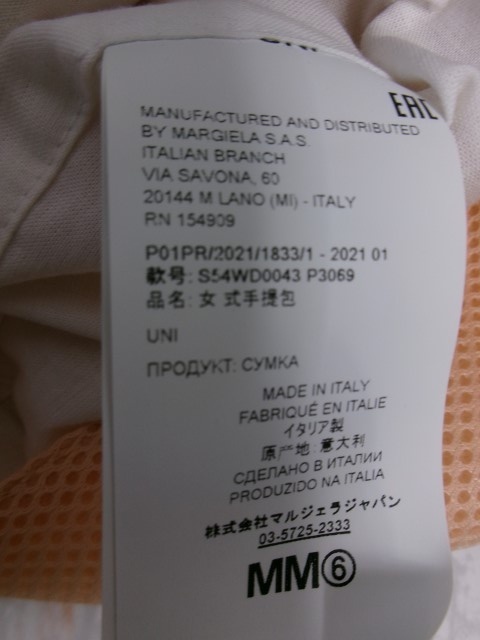 UNI
EAC
MANUFACTURED AND DISTRIBUTED
BY MARGIELA S.A.S.
ITALIAN BRANCH
VIA SAVONA, 60
20144 M LANO (MI) - ITALY
RN 154909
P01PR/2021/1833/1 - 2021 01
款号: S54WD0043 P3069
品名: 女 式手提包
UNI
ПРОДУКТ: СУМКА
MADE IN ITALY
FABRIQUÉ EN ITALIE
イタリア製
原产地: 意大利
СДЕЛАНО В ИТАЛИИ
PRODUZIDO NA ITALIA
株式会社マルジェラジャパン
03-5725-2333
MM⑥